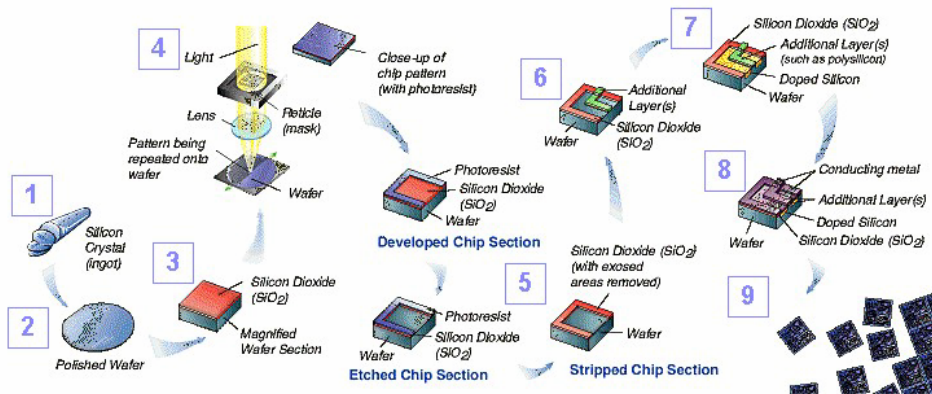 1
Silicon
Crystal
(ingot)
2
Polished Wafer
3
Silicon Dioxide
(SiO2)
Magnified
Wafer Section
4
Light
Reticle
(mask)
Lens
Pattern being
repeated onto
wafer
Wafer
Close-up of
chip pattern
(with photoresist)
Photoresist
Silicon Dioxide
(SiO2)
Wafer
Developed Chip Section
Photoresist
Silicon Dioxide
(SiO2)
Wafer
Etched Chip Section
5
Silicon Dioxide (SiO2)
(with exposed
areas removed)
Wafer
Stripped Chip Section
6
Additional
Layer(s)
Silicon Dioxide
(SiO2)
Wafer
7
Silicon Dioxide (SiO2)
Additional Layer(s)
(such as polysilicon)
Doped Silicon
Wafer
8
Conducting metal
Additional Layer(s)
Doped Silicon
Silicon Dioxide (SiO2)
Wafer
9